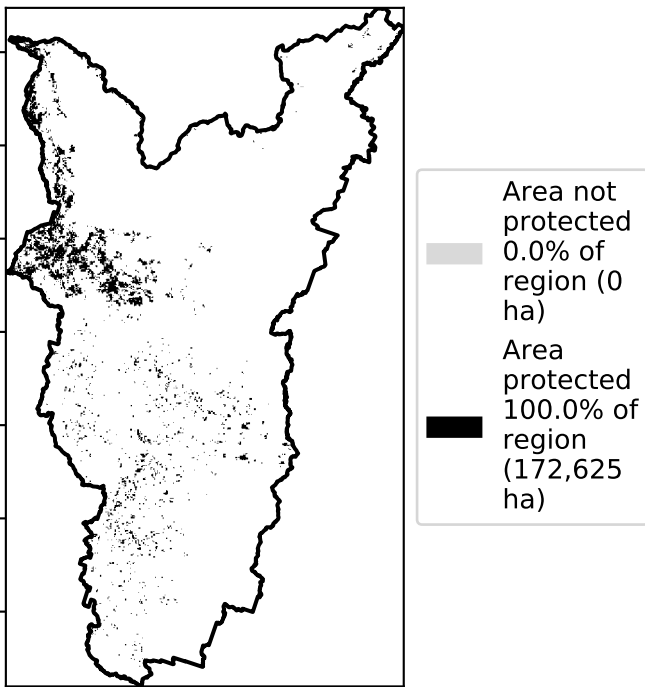 Area not
protected
0.0% of
region (0
ha)
Area
protected
100.0% of
region
(172,625
ha)